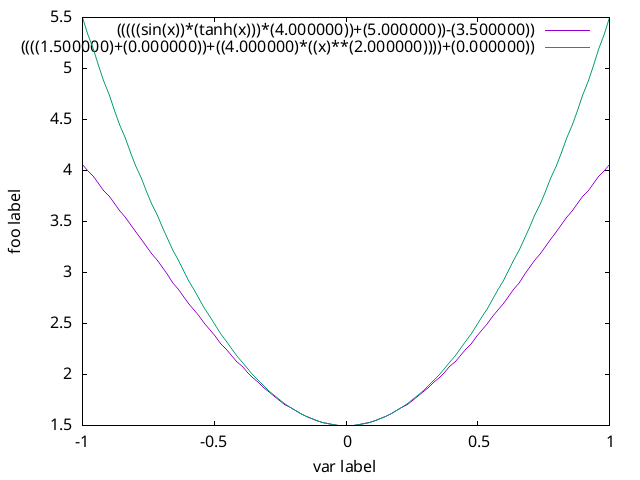 5.5
(((((sin(x))*(tanh(x)))*(4.000000))+(5.000000))-(3.500000))
((((1.500000)+(0.000000))+((4.000000)*((x)**(2.000000))))+(0.000000))
5
4.5
4
3.5
foo label
3
2.5
2
1.5
-1 -0.5 0 0.5 1
var label